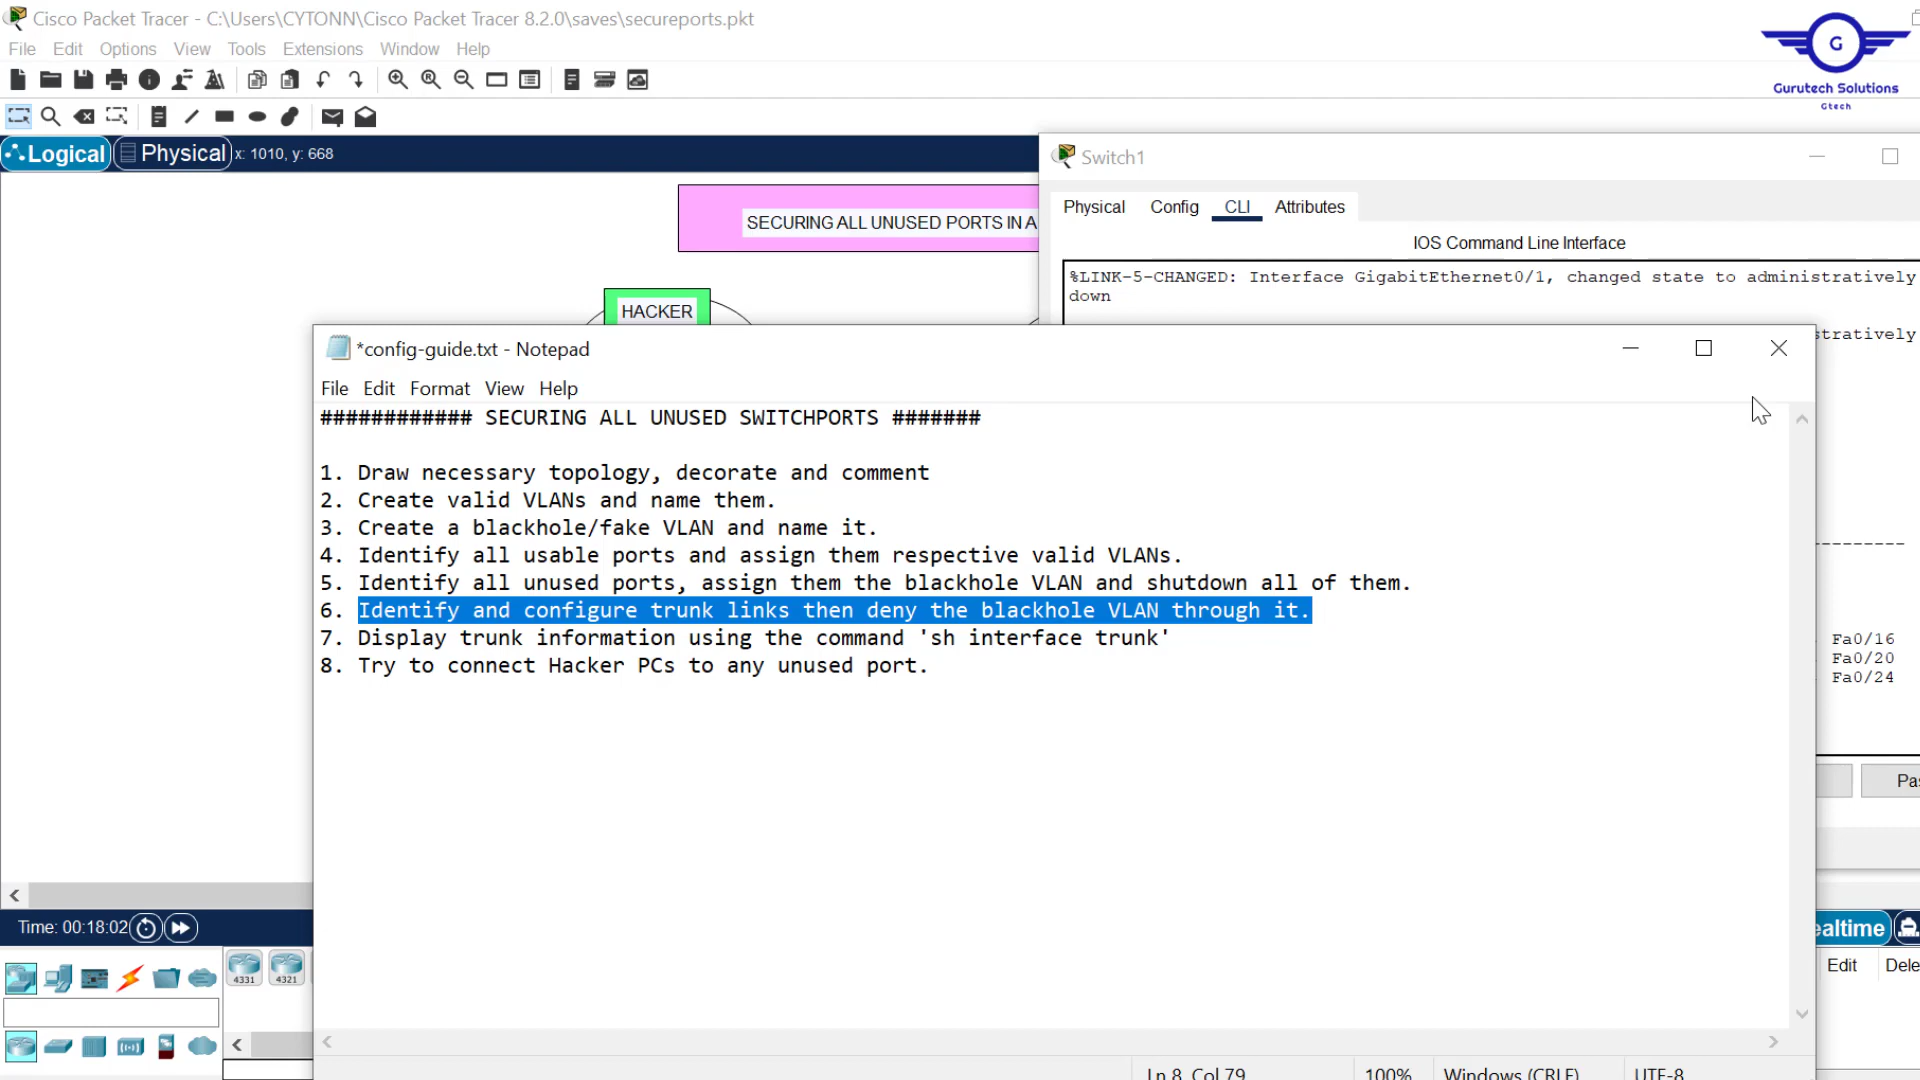 Cisco Packet Tracer - C:\Users\CYTONN\Cisco Packet Tracer 8.2.0\saves\secureports.pkt
File Edit Options View Tools Extensions Window Help
G
Gurutech Solutions
Gtech
Logical Physical x: 1010, y: 668
Switch1
Physical Config CLI Attributes
IOS Command Line Interface
SECURING ALL UNUSED PORTS IN A
%LINK-5-CHANGED: Interface GigabitEthernet0/1, changed state to administratively
down
HACKER
stratively
*config-guide.txt - Notepad
File Edit Format View Help
############ SECURING ALL UNUSED SWITCHPORTS #######
1. Draw necessary topology, decorate and comment
2. Create valid VLANs and name them.
3. Create a blackhole/fake VLAN and name it.
4. Identify all usable ports and assign them respective valid VLANs.
5. Identify all unused ports, assign them the blackhole VLAN and shutdown all of them.
6. Identify and configure trunk links then deny the blackhole VLAN through it.
7. Display trunk information using the command 'sh interface trunk'
8. Try to connect Hacker PCs to any unused port.
---------
Fa0/16
Fa0/20
Fa0/24
Pas
Time: 00:18:02
ealtime
4331 4321
Edit Dele
Ln 8, Col 79 100% Windows (CRLF) UTF-8